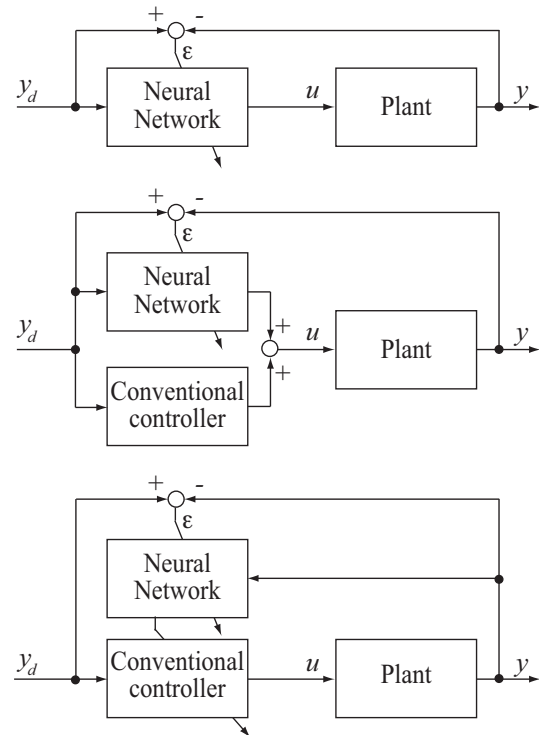 + -
ε
y_d
Neural
Network
u
Plant
y
+ -
ε
Neural
Network
+
y_d
u
Plant
y
+
Conventional
controller
+ -
ε
Neural
Network
y_d
Conventional
controller
u
Plant
y